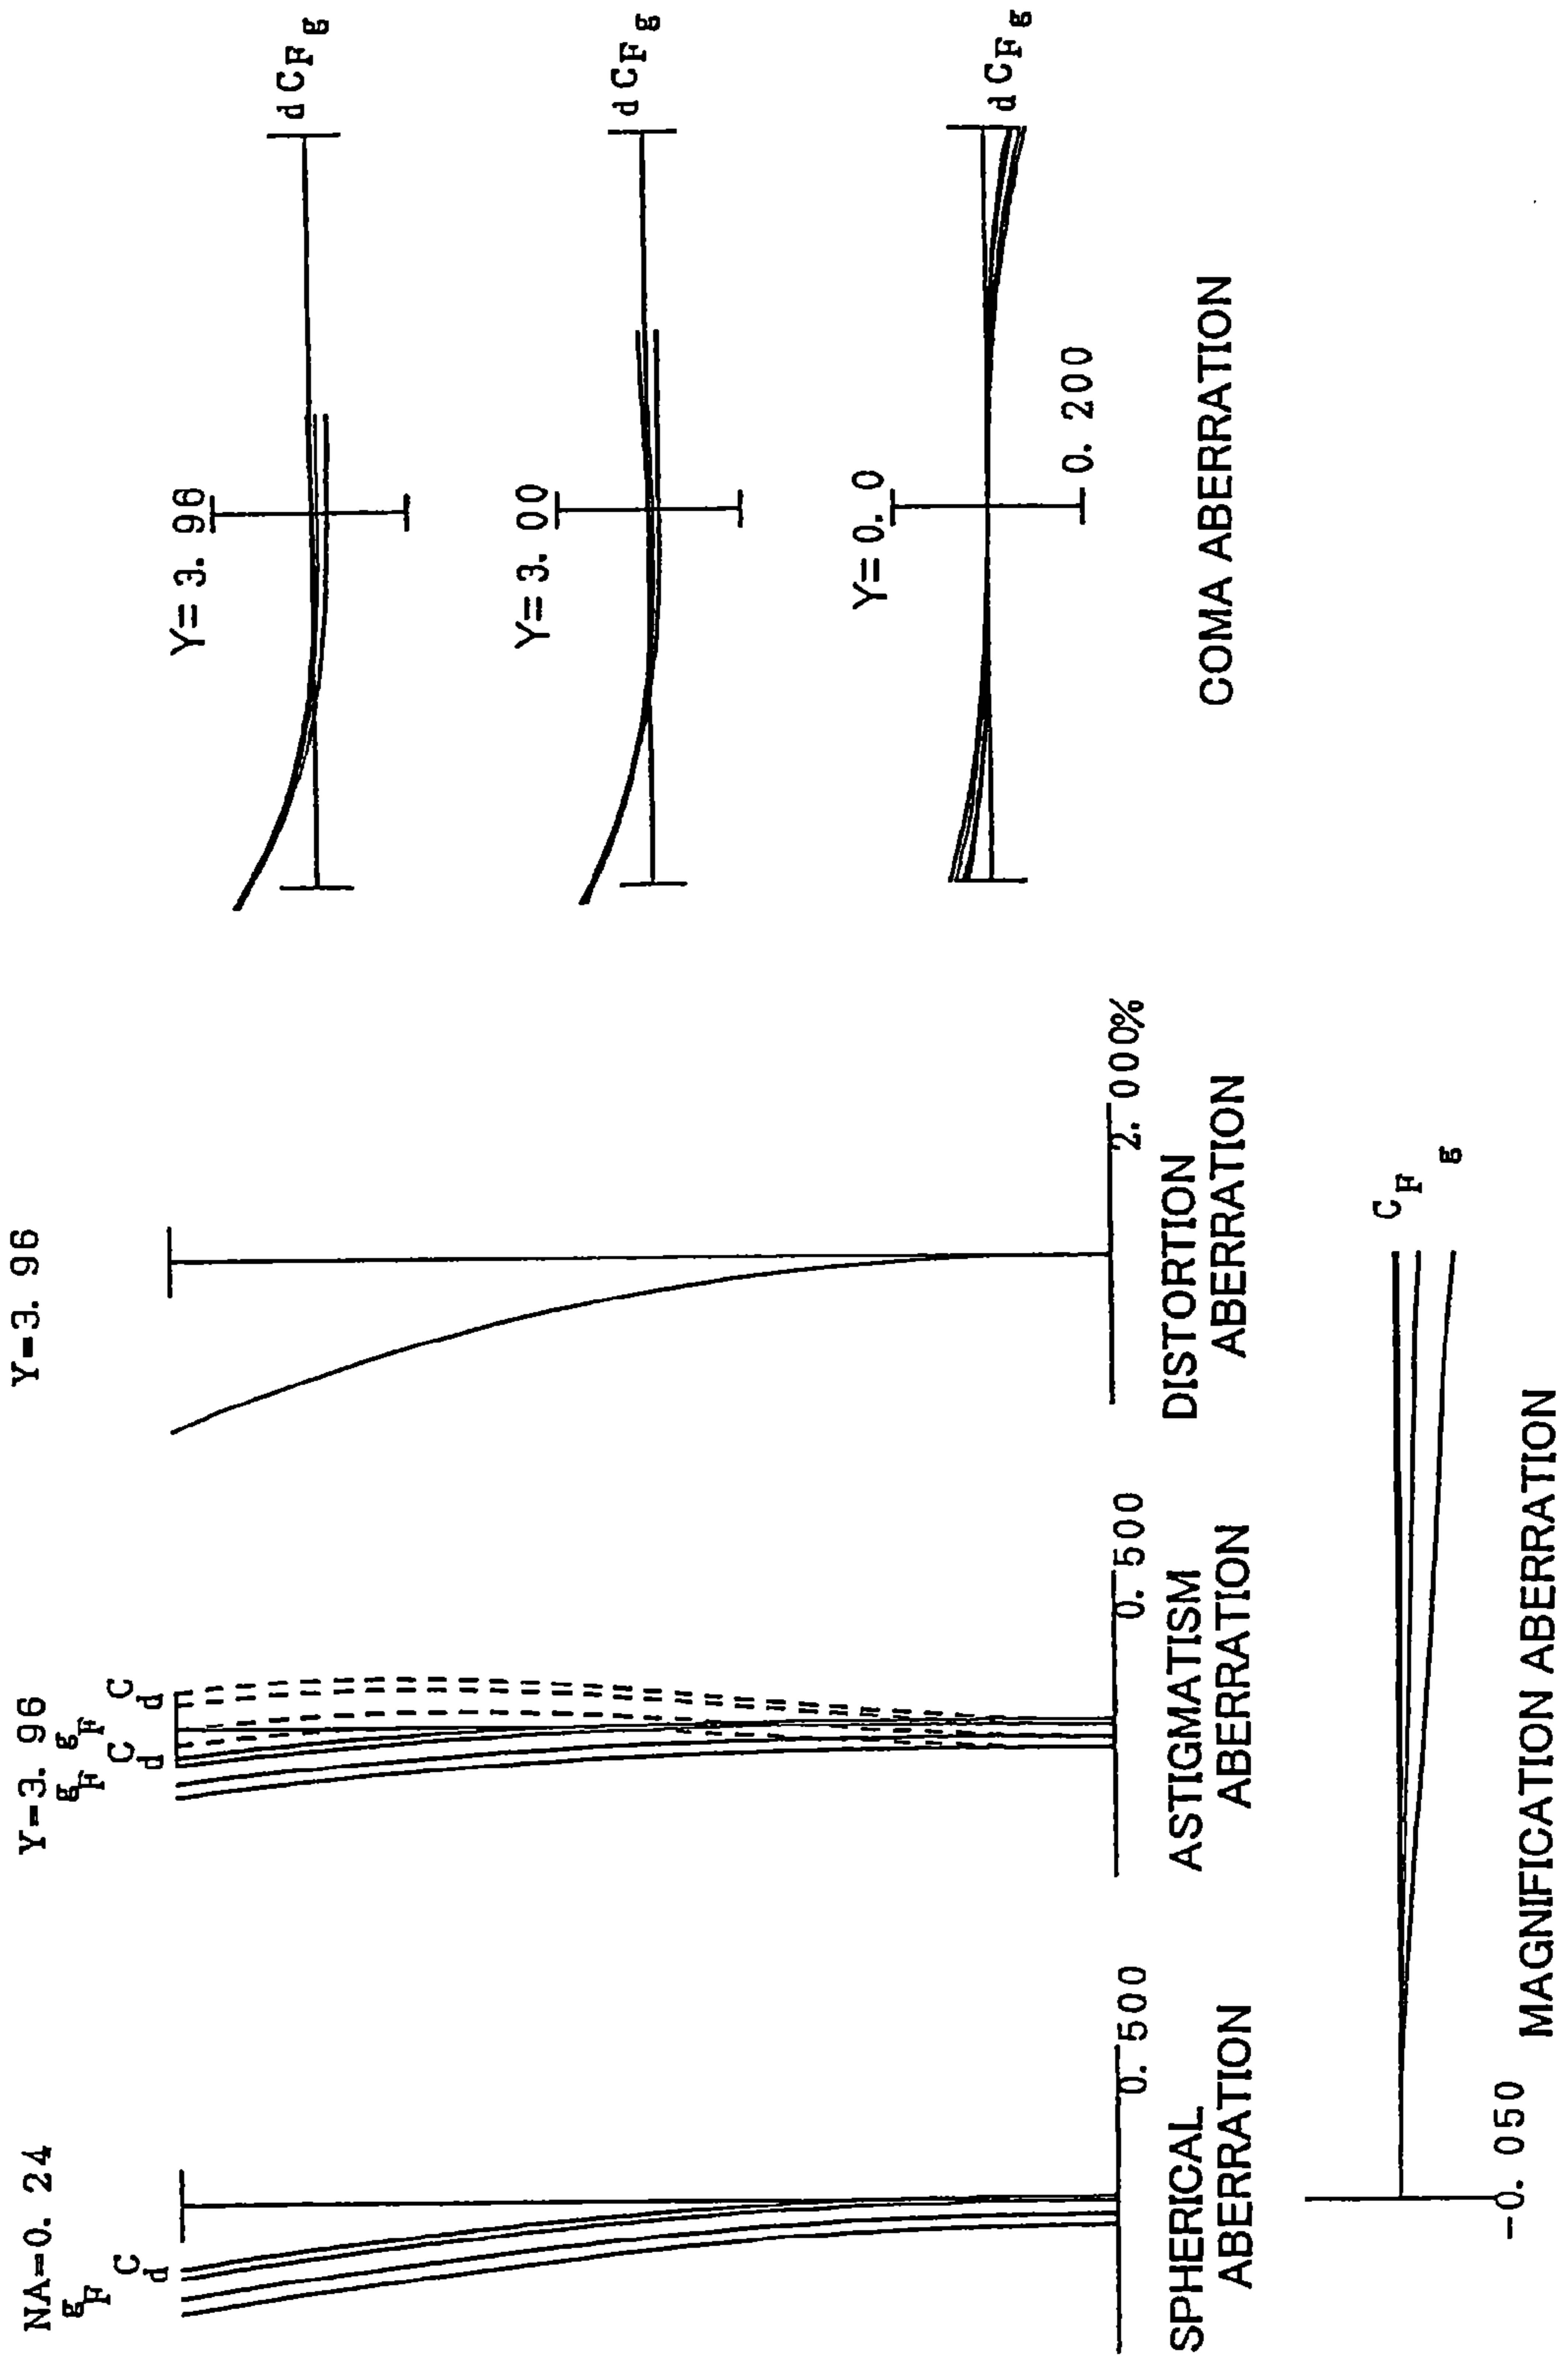 NA=0. 24
g F C d
0. 500
SPHERICAL
ABERRATION
Y=3. 96
g F C d g F C d
0. 500
ASTIGMATISM
ABERRATION
Y=3. 96
2. 000%
DISTORTION
ABERRATION
Y=3. 96
d C F g
Y=3. 00
d C F g
Y=0. 0
d C F g
0. 200
COMA ABERRATION
C F g
-0. 050
MAGNIFICATION ABERRATION